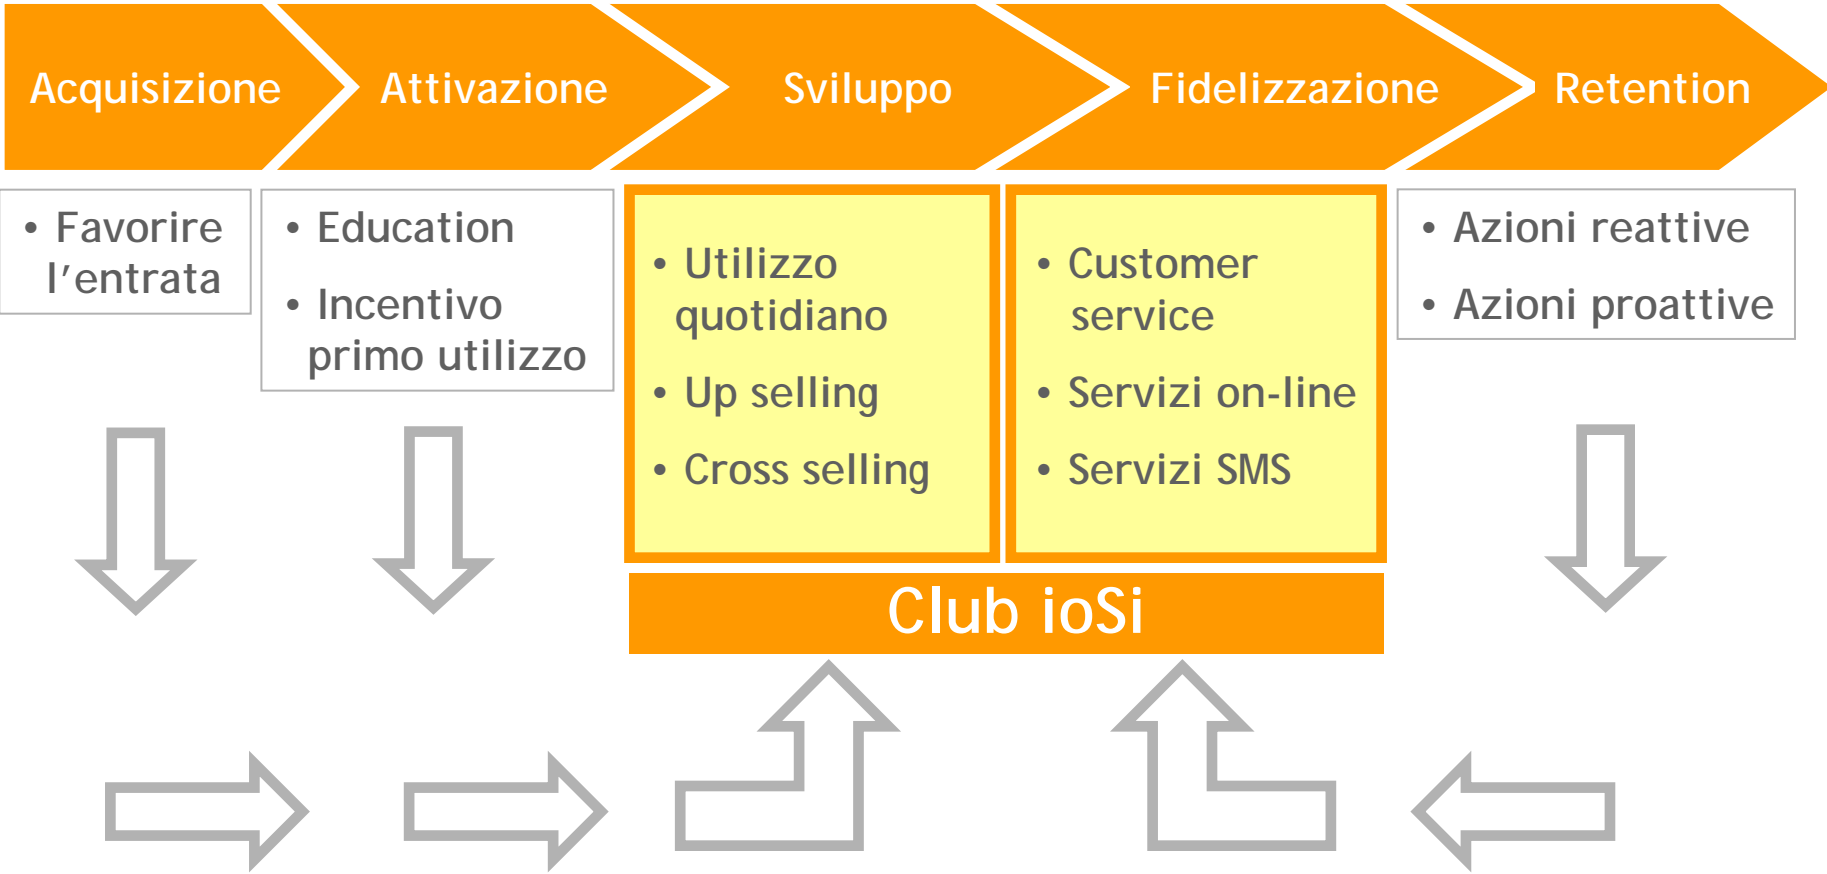 Acquisizione
Attivazione
Sviluppo
Fidelizzazione
Retention
• Favorire
l'entrata
• Education
• Incentivo
primo utilizzo
• Utilizzo
quotidiano
• Up selling
• Cross selling
• Customer
service
• Servizi on-line
• Servizi SMS
• Azioni reattive
• Azioni proattive
Club ioSi